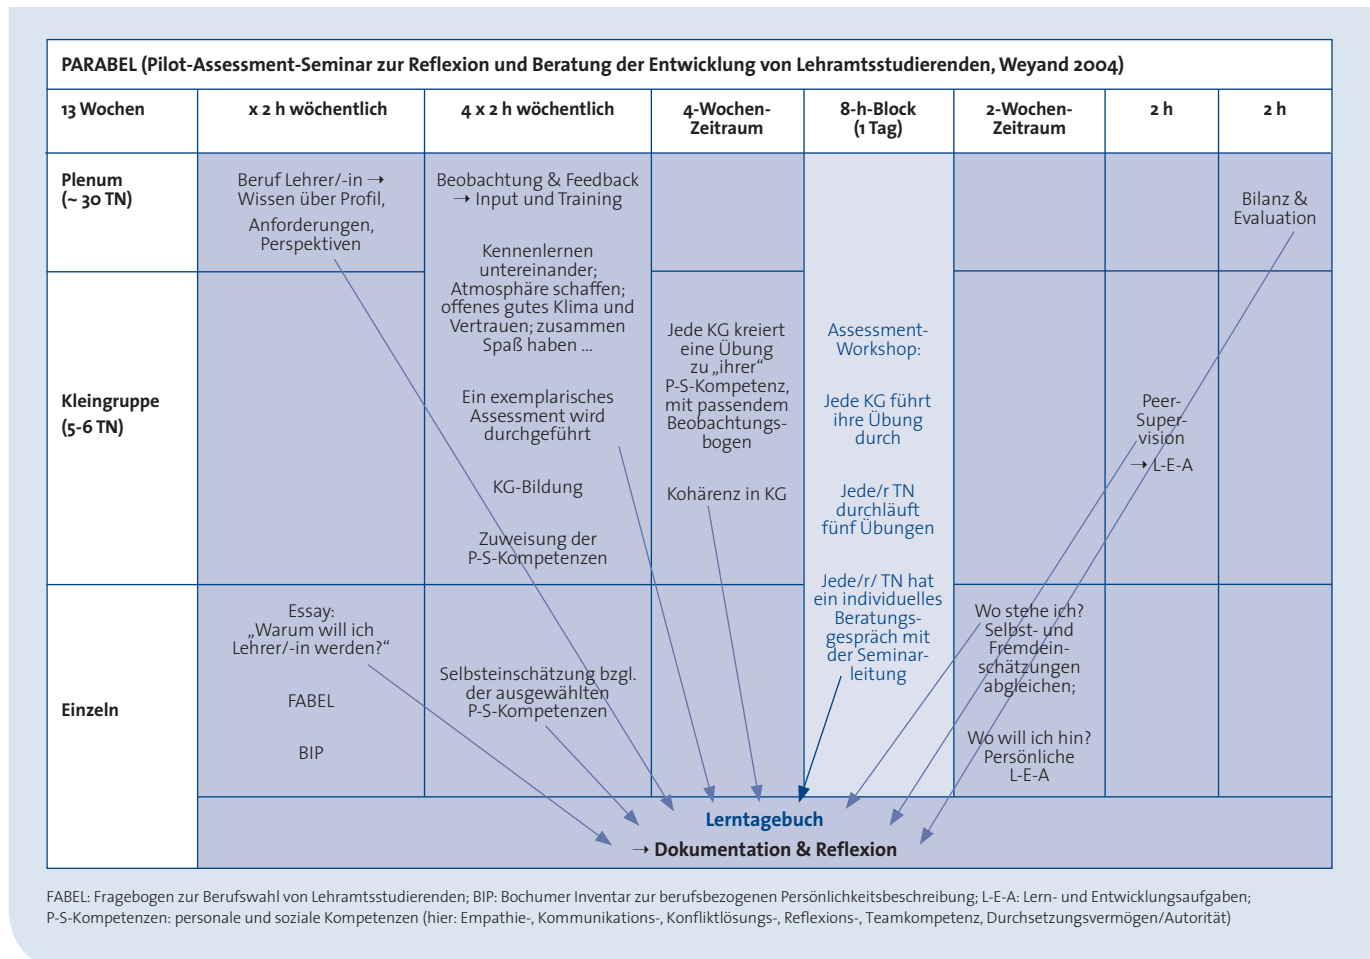 PARABEL (Pilot-Assessment-Seminar zur Reflexion und Beratung der Entwicklung von Lehramtsstudierenden, Weyand 2004)
13 Wochen
x 2 h wöchentlich
4 x 2 h wöchentlich
4-Wochen-
Zeitraum
8-h-Block
(1 Tag)
2-Wochen-
Zeitraum
2 h
2 h
Plenum
(~ 30 TN)
Beruf Lehrer/-in →
Wissen über Profil,
Anforderungen,
Perspektiven
Beobachtung & Feedback
→ Input und Training
Kennenlernen
untereinander;
Atmosphäre schaffen;
offenes gutes Klima und
Vertrauen; zusammen
Spaß haben ...
Ein exemplarisches
Assessment wird
durchgeführt
KG-Bildung
Zuweisung der
P-S-Kompetenzen
Bilanz &
Evaluation
Kleingruppe
(5-6 TN)
Jede KG kreiert
eine Übung
zu „ihrer“
P-S-Kompetenz,
mit passendem
Beobachtungs-
bogen
Kohärenz in KG
Assessment-
Workshop:
Jede KG führt
ihre Übung
durch
Jede/r TN
durchläuft
fünf Übungen
Jede/r/ TN hat
ein individuelles
Beratungs-
gespräch mit
der Seminar-
leitung
Peer-
Super-
vision
→ L-E-A
Einzeln
Essay:
„Warum will ich
Lehrer/-in werden?“
FABEL
BIP
Selbsteinschätzung bzgl.
der ausgewählten
P-S-Kompetenzen
Wo stehe ich?
Selbst- und
Fremdein-
schätzungen
abgleichen;
Wo will ich hin?
Persönliche
L-E-A
Lerntagebuch
→ Dokumentation & Reflexion
FABEL: Fragebogen zur Berufswahl von Lehramtsstudierenden; BIP: Bochumer Inventar zur berufsbezogenen Persönlichkeitsbeschreibung; L-E-A: Lern- und Entwicklungsaufgaben;
P-S-Kompetenzen: personale und soziale Kompetenzen (hier: Empathie-, Kommunikations-, Konfliktlösungs-, Reflexions-, Teamkompetenz, Durchsetzungsvermögen/Autorität)